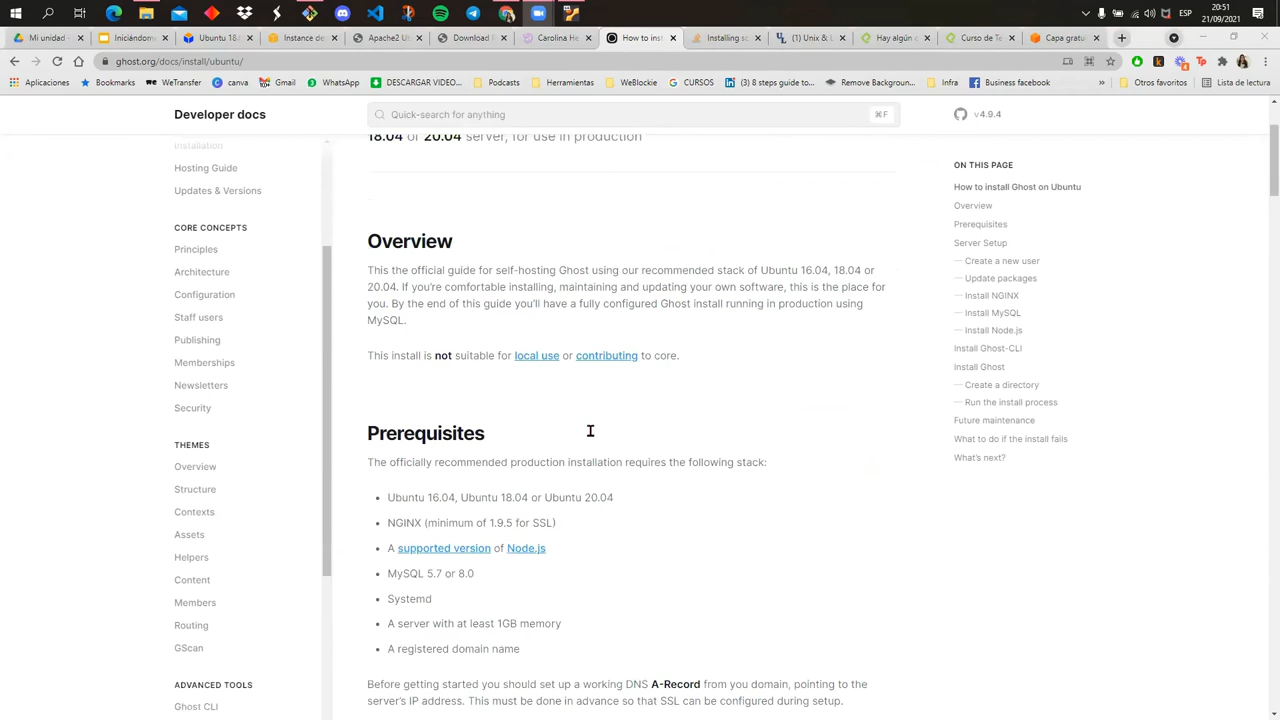 20:51
ESP
21/09/2021
Mi unidad
Iniciándome
Ubuntu 18.0
Instance de
Apache2 Ub
Download P
Carolina He
How to inst
Installing sc
(1) Unix & L
Hay algún c
Curso de Te
Capa gratui
ghost.org/docs/install/ubuntu/
Aplicaciones
Bookmarks
WeTransfer
canva
Gmail
WhatsApp
DESCARGAR VIDEO...
Podcasts
Herramientas
WeBlockie
CURSOS
(3) 8 steps guide to...
Remove Background...
Infra
Business Facebook
»
Otros favoritos
Lista de lectura
Developer docs
Quick-search for anything
⌘F
v4.9.4
Installation
Hosting Guide
Updates & Versions
CORE CONCEPTS
Principles
Architecture
Configuration
Staff users
Publishing
Memberships
Newsletters
Security
THEMES
Overview
Structure
Contexts
Assets
Helpers
Content
Members
Routing
GScan
ADVANCED TOOLS
Ghost CLI
18.04 or 20.04 server, for use in production
Overview
This the official guide for self-hosting Ghost using our recommended stack of Ubuntu 16.04, 18.04 or
20.04. If you're comfortable installing, maintaining and updating your own software, this is the place for
you. By the end of this guide you'll have a fully configured Ghost install running in production using
MySQL.
This install is not suitable for local use or contributing to core.
Prerequisites
The officially recommended production installation requires the following stack:
• Ubuntu 16.04, Ubuntu 18.04 or Ubuntu 20.04
• NGINX (minimum of 1.9.5 for SSL)
• A supported version of Node.js
• MySQL 5.7 or 8.0
• Systemd
• A server with at least 1GB memory
• A registered domain name
Before getting started you should set up a working DNS A-Record from you domain, pointing to the
server's IP address. This must be done in advance so that SSL can be configured during setup.
ON THIS PAGE
How to install Ghost on Ubuntu
Overview
Prerequisites
Server Setup
— Create a new user
— Update packages
— Install NGINX
— Install MySQL
— Install Node.js
Install Ghost-CLI
Install Ghost
— Create a directory
— Run the install process
Future maintenance
What to do if the install fails
What's next?